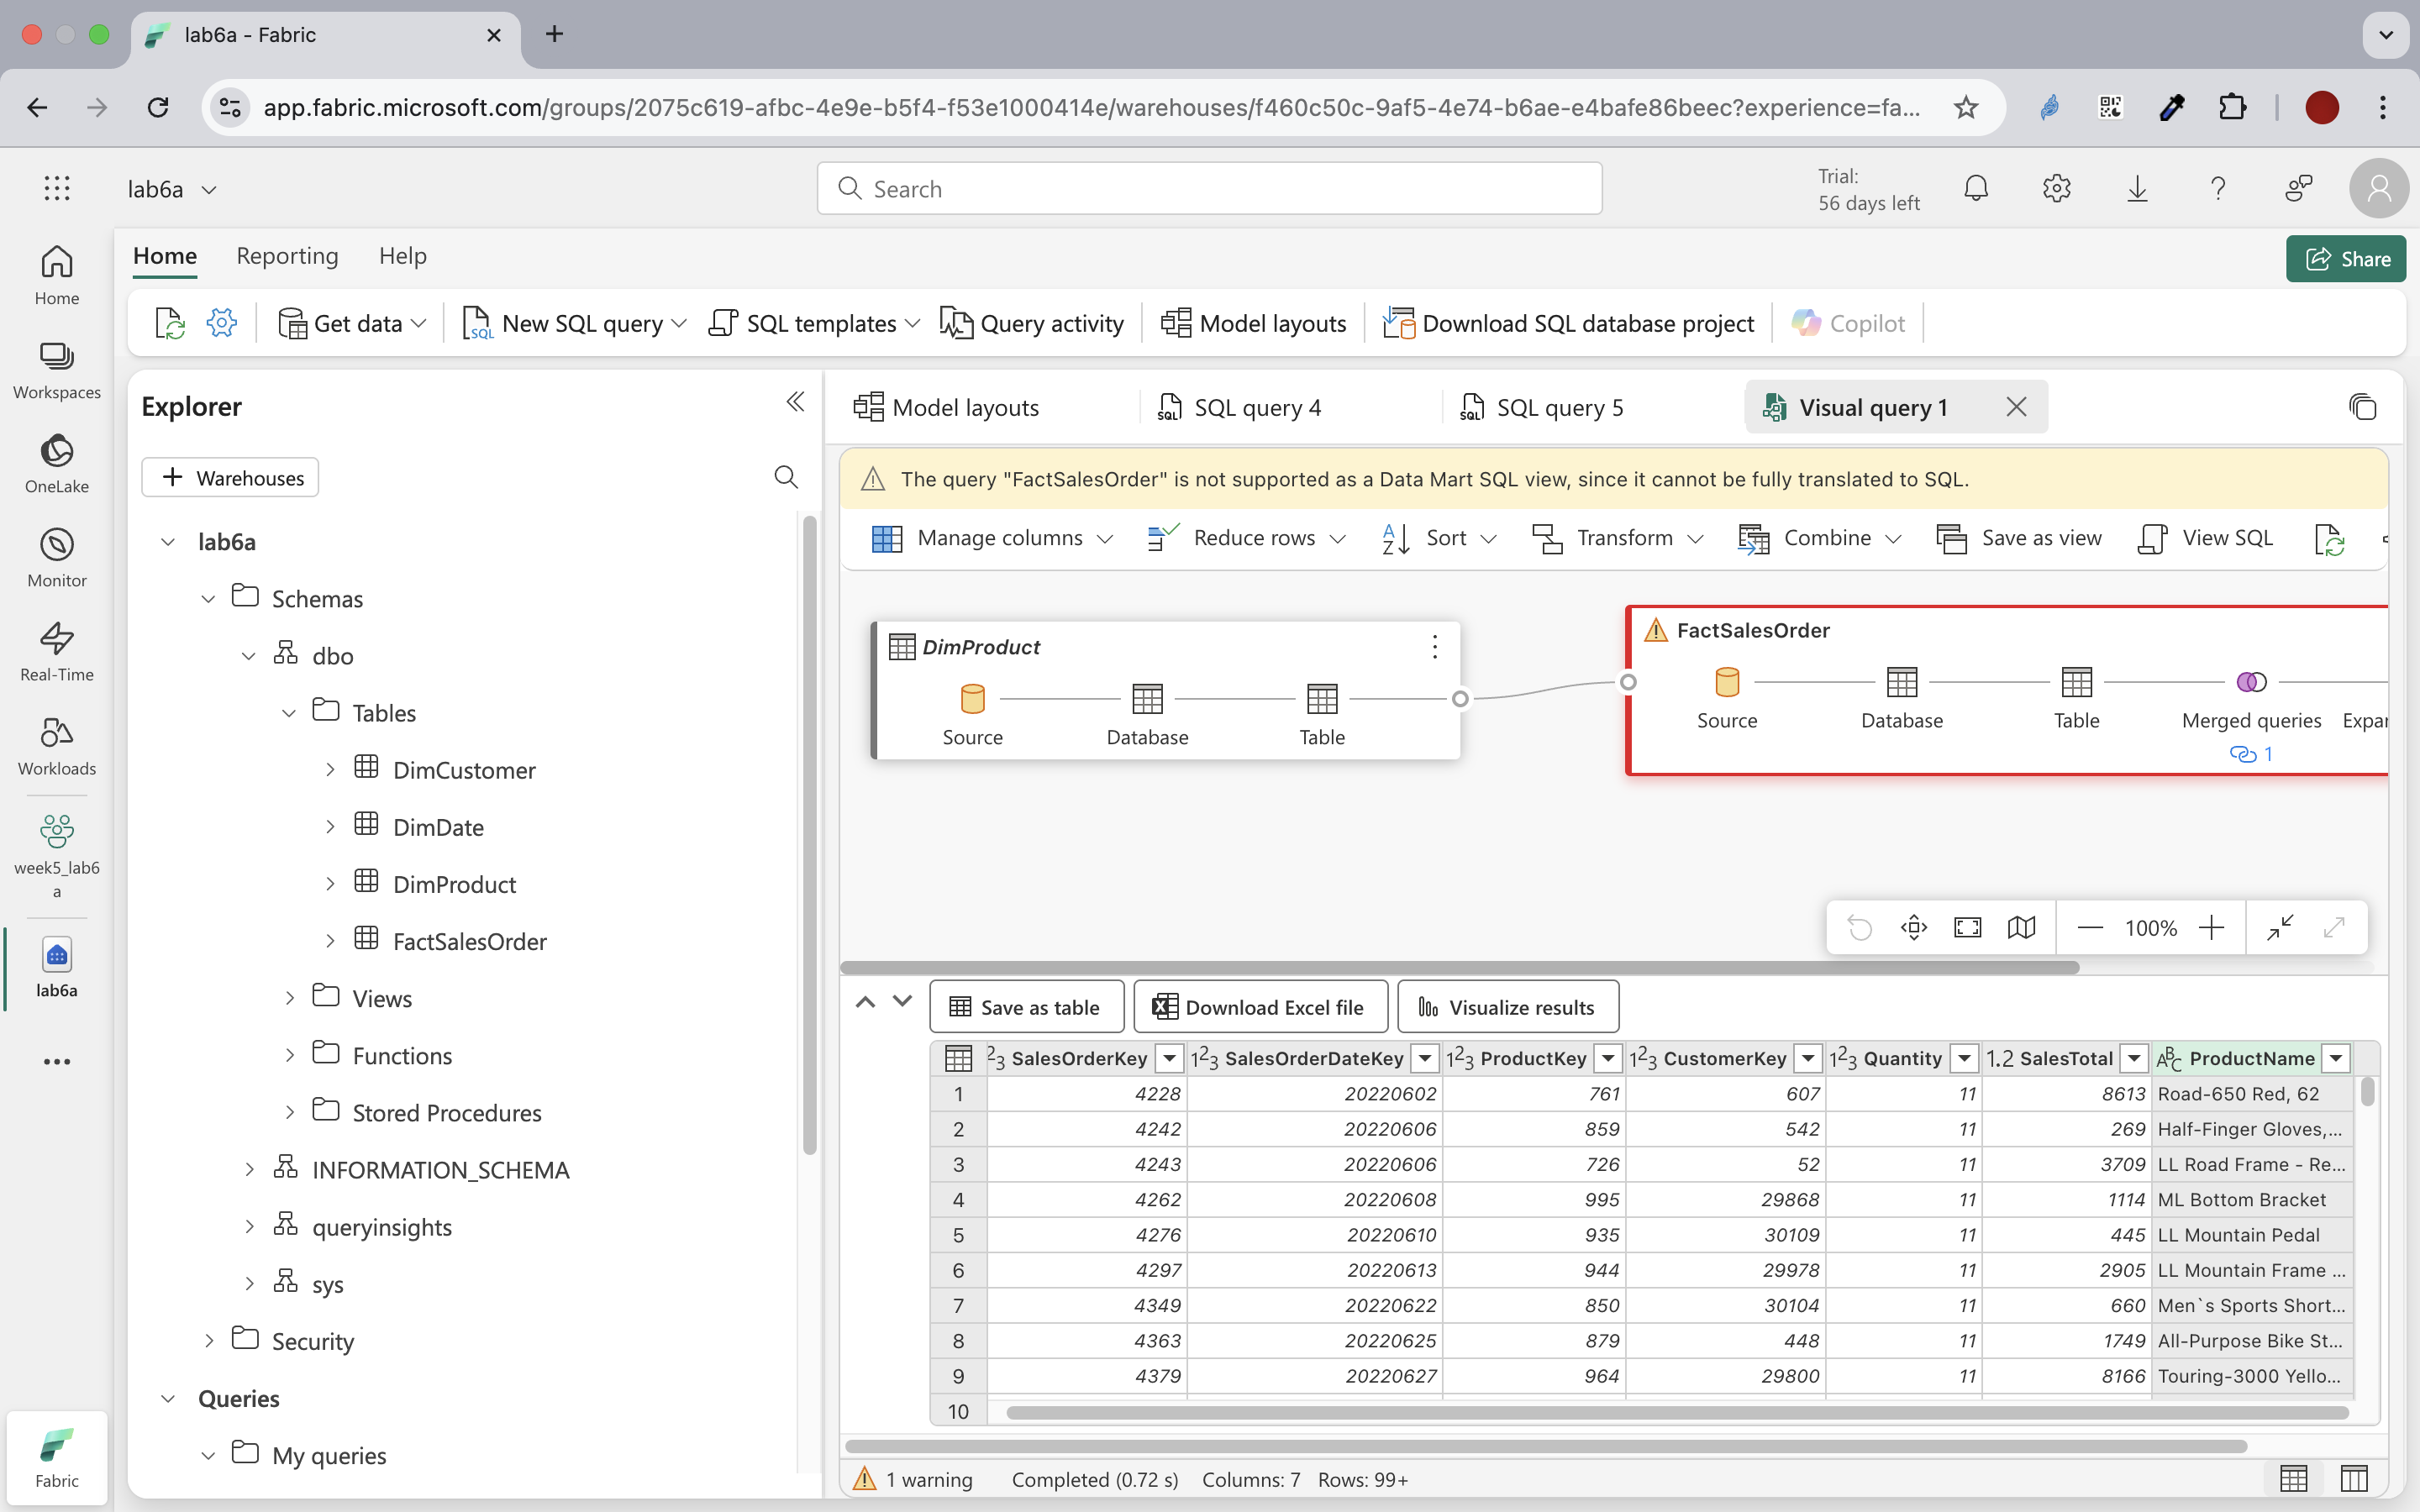 lab6a - Fabric
app.fabric.microsoft.com/groups/2075c619-afbc-4e9e-b5f4-f53e1000414e/warehouses/f460c50c-9af5-4e74-b6ae-e4bafe86beec?experience=fa...
lab6a
Search
Trial:
56 days left
Home
Reporting
Help
Share
Get data
New SQL query
SQL templates
Query activity
Model layouts
Download SQL database project
Copilot
Home
Workspaces
OneLake
Monitor
Real-Time
Workloads
week5_lab6
a
lab6a
Fabric
Explorer
Warehouses
lab6a
Schemas
dbo
Tables
DimCustomer
DimDate
DimProduct
FactSalesOrder
Views
Functions
Stored Procedures
INFORMATION_SCHEMA
queryinsights
sys
Security
Queries
My queries
Model layouts
SQL query 4
SQL query 5
Visual query 1
The query "FactSalesOrder" is not supported as a Data Mart SQL view, since it cannot be fully translated to SQL.
Manage columns
Reduce rows
Sort
Transform
Combine
Save as view
View SQL
DimProduct
Source
Database
Table
FactSalesOrder
Source
Database
Table
Merged queries
Expar
1
100%
Save as table
Download Excel file
Visualize results
SalesOrderKey 123 SalesOrderDateKey 123 ProductKey 123 CustomerKey 123 Quantity 1.2 SalesTotal ABC ProductName
1 4228 20220602 761 607 11 8613 Road-650 Red, 62
2 4242 20220606 859 542 11 269 Half-Finger Gloves,...
3 4243 20220606 726 52 11 3709 LL Road Frame - Re...
4 4262 20220608 995 29868 11 1114 ML Bottom Bracket
5 4276 20220610 935 30109 11 445 LL Mountain Pedal
6 4297 20220613 944 29978 11 2905 LL Mountain Frame ...
7 4349 20220622 850 30104 11 660 Men`s Sports Short...
8 4363 20220625 879 448 11 1749 All-Purpose Bike St...
9 4379 20220627 964 29800 11 8166 Touring-3000 Yello...
10
1 warning
Completed (0.72 s)
Columns: 7
Rows: 99+